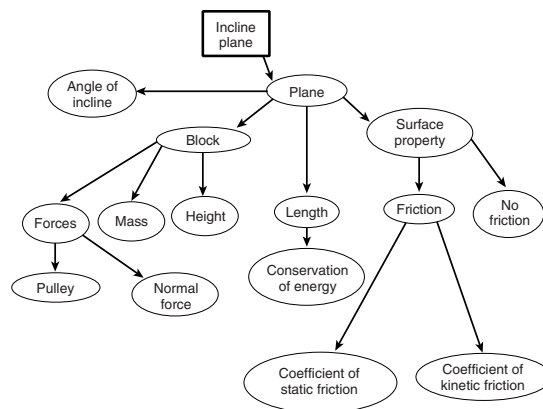 Incline
plane
Angle of
incline
Plane
Surface
property
Block
Forces
Mass
Height
Length
Friction
No
friction
Pulley
Normal
force
Conservation
of energy
Coefficient of
static friction
Coefficient of
kinetic friction